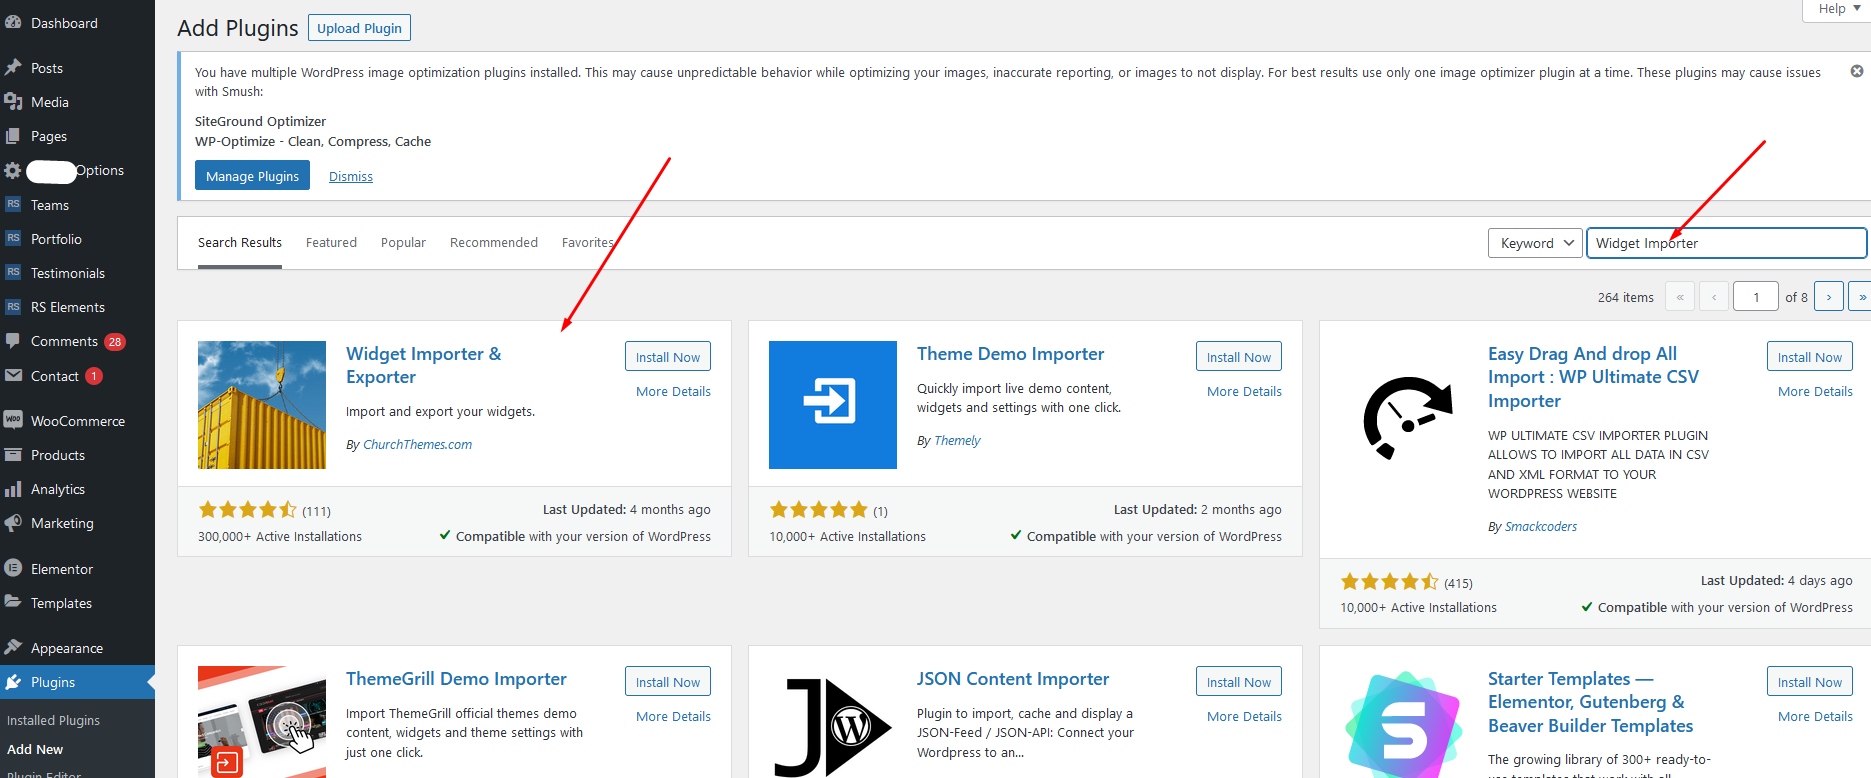 Dashboard
Posts
Media
Pages
Options
RS Teams
RS Portfolio
RS Testimonials
RS RS Elements
Comments 28
Contact 1
WOO WooCommerce
Products
Analytics
Marketing
Elementor
Templates
Appearance
Plugins
Installed Plugins
Add New
Plugin Editor
Help
Add Plugins
Upload Plugin
You have multiple WordPress image optimization plugins installed. This may cause unpredictable behavior while optimizing your images, inaccurate reporting, or images to not display. For best results use only one image optimizer plugin at a time. These plugins may cause issues
with Smush:
SiteGround Optimizer
WP-Optimize - Clean, Compress, Cache
Manage Plugins
Dismiss
Search Results
Featured
Popular
Recommended
Favorites
Keyword
Widget Importer
264 items « ‹ 1 of 8 › »
Widget Importer &
Exporter
Install Now
More Details
Import and export your widgets.
By ChurchThemes.com
(111)
300,000+ Active Installations
Last Updated: 4 months ago
Compatible with your version of WordPress
Theme Demo Importer
Install Now
More Details
Quickly import live demo content,
widgets and settings with one click.
By Themely
(1)
10,000+ Active Installations
Last Updated: 2 months ago
Compatible with your version of WordPress
Easy Drag And drop All
Import : WP Ultimate CSV
Importer
Install Now
More Details
WP ULTIMATE CSV IMPORTER PLUGIN
ALLOWS TO IMPORT ALL DATA IN CSV
AND XML FORMAT TO YOUR
WORDPRESS WEBSITE
By Smackcoders
(415)
10,000+ Active Installations
Last Updated: 4 days ago
Compatible with your version of WordPress
ThemeGrill Demo Importer
Install Now
More Details
Import ThemeGrill official themes demo
content, widgets and theme settings with
just one click.
JSON Content Importer
Install Now
More Details
Plugin to import, cache and display a
JSON-Feed / JSON-API: Connect your
Wordpress to an...
Starter Templates —
Elementor, Gutenberg &
Beaver Builder Templates
Install Now
More Details
The growing library of 300+ ready-to-
use templates that work with all